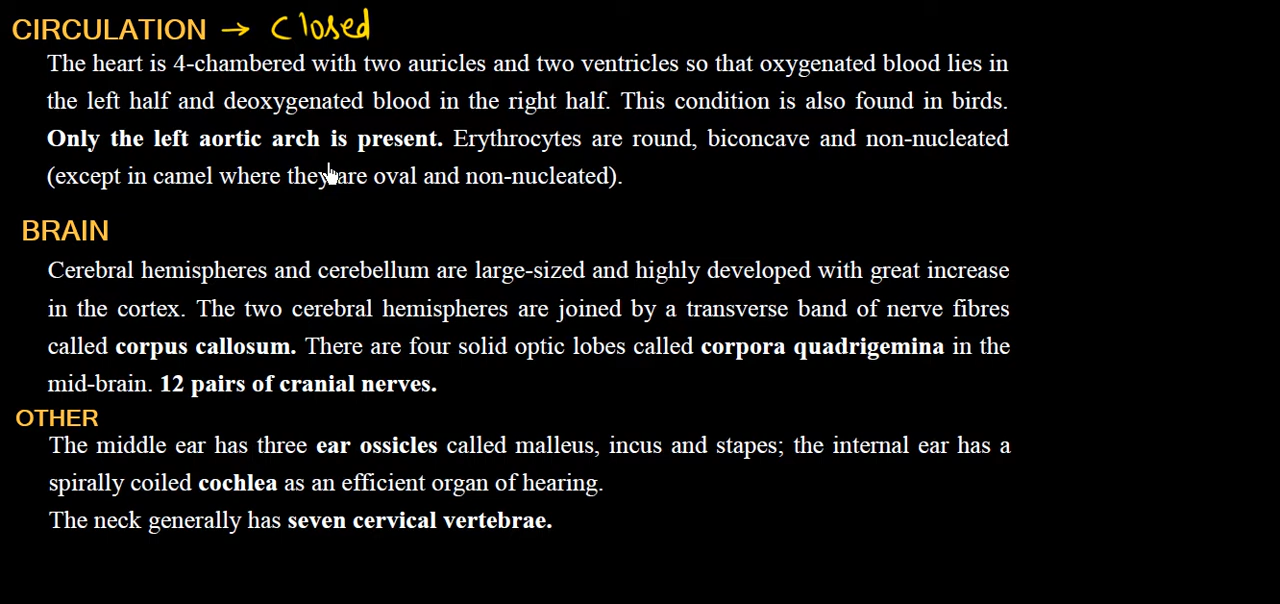 CIRCULATION → closed
The heart is 4-chambered with two auricles and two ventricles so that oxygenated blood lies in
the left half and deoxygenated blood in the right half. This condition is also found in birds.
Only the left aortic arch is present. Erythrocytes are round, biconcave and non-nucleated
(except in camel where they are oval and non-nucleated).
BRAIN
Cerebral hemispheres and cerebellum are large-sized and highly developed with great increase
in the cortex. The two cerebral hemispheres are joined by a transverse band of nerve fibres
called corpus callosum. There are four solid optic lobes called corpora quadrigemina in the
mid-brain. 12 pairs of cranial nerves.
OTHER
The middle ear has three ear ossicles called malleus, incus and stapes; the internal ear has a
spirally coiled cochlea as an efficient organ of hearing.
The neck generally has seven cervical vertebrae.